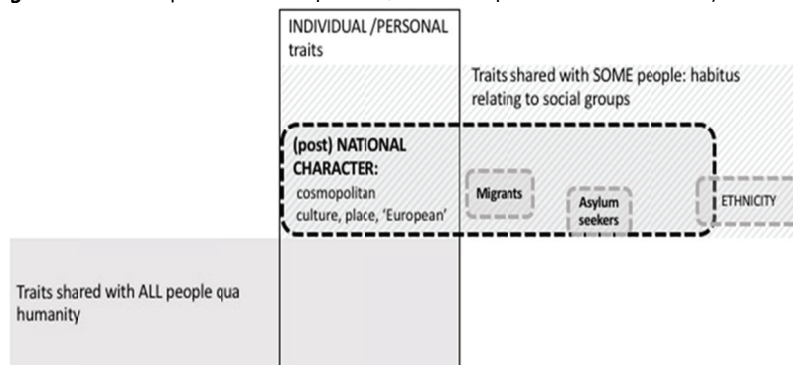 INDIVIDUAL/PERSONAL
traits
Traits shared with SOME people: habitus
relating to social groups
(post) NATIONAL
CHARACTER:
cosmopolitan
culture, place, 'European'
Migrants
Asylum
seekers
ETHNICITY
Traits shared with ALL people qua
humanity